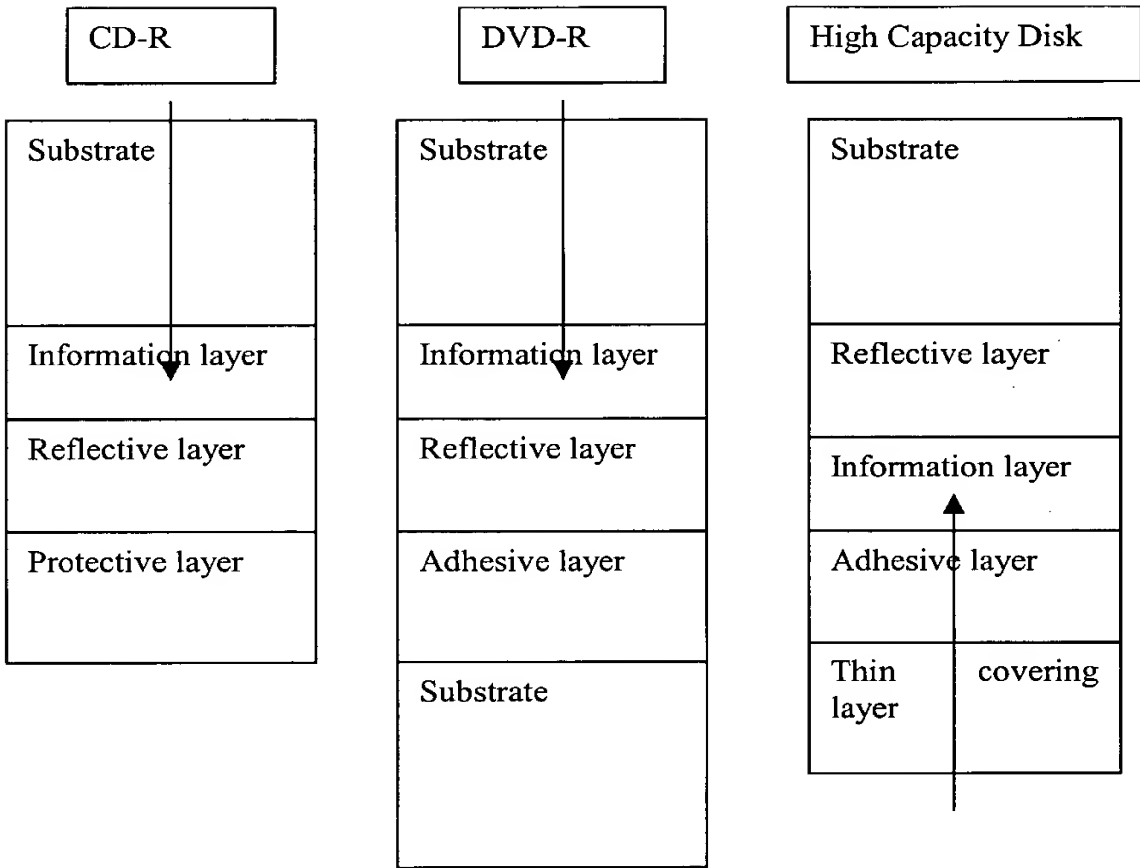 CD-R
Substrate
Information layer
Reflective layer
Protective layer
DVD-R
Substrate
Information layer
Reflective layer
Adhesive layer
Substrate
High Capacity Disk
Substrate
Reflective layer
Information layer
Adhesive layer
Thin covering
layer